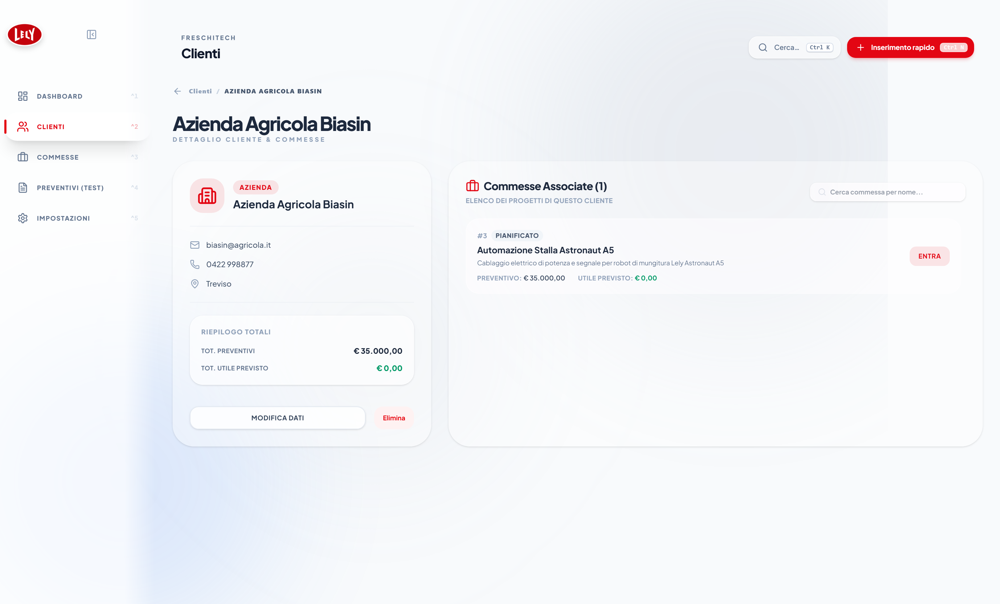 LELY
FRESCHITECH
Clienti
Cerca... Ctrl K
Inserimento rapido Ctrl N
DASHBOARD ^1
CLIENTI ^2
COMMESSE ^3
PREVENTIVI (TEST) ^4
IMPOSTAZIONI ^5
Clienti / AZIENDA AGRICOLA BIASIN
Azienda Agricola Biasin
DETTAGLIO CLIENTE & COMMESSE
AZIENDA
Azienda Agricola Biasin
biasin@agricola.it
0422 998877
Treviso
RIEPILOGO TOTALI
TOT. PREVENTIVI € 35.000,00
TOT. UTILE PREVISTO € 0,00
MODIFICA DATI
Elimina
Commesse Associate (1)
ELENCO DEI PROGETTI DI QUESTO CLIENTE
Cerca commessa per nome...
#3 PIANIFICATO
Automazione Stalla Astronaut A5
Cablaggio elettrico di potenza e segnale per robot di mungitura Lely Astronaut A5
PREVENTIVO: € 35.000,00 UTILE PREVISTO: € 0,00
ENTRA